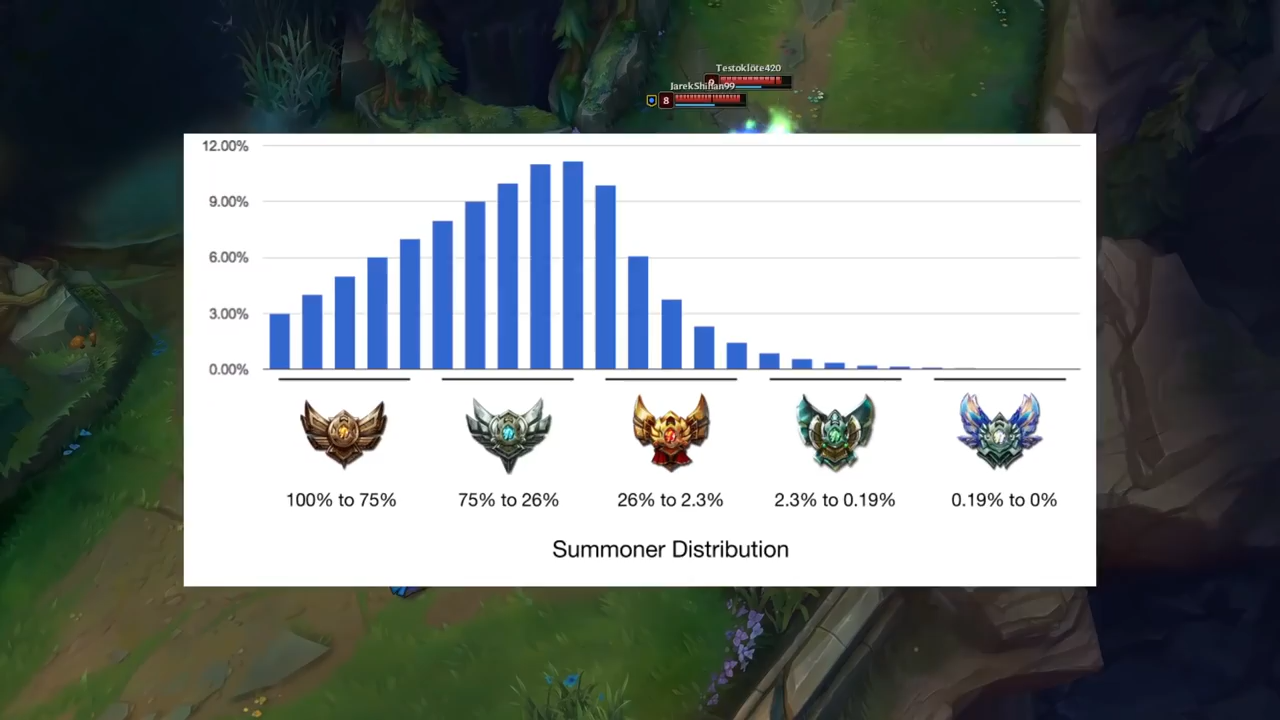 Testoklöte420
8
12.00%
9.00%
6.00%
3.00%
0.00%
100% to 75%
75% to 26%
26% to 2.3%
2.3% to 0.19%
0.19% to 0%
Summoner Distribution